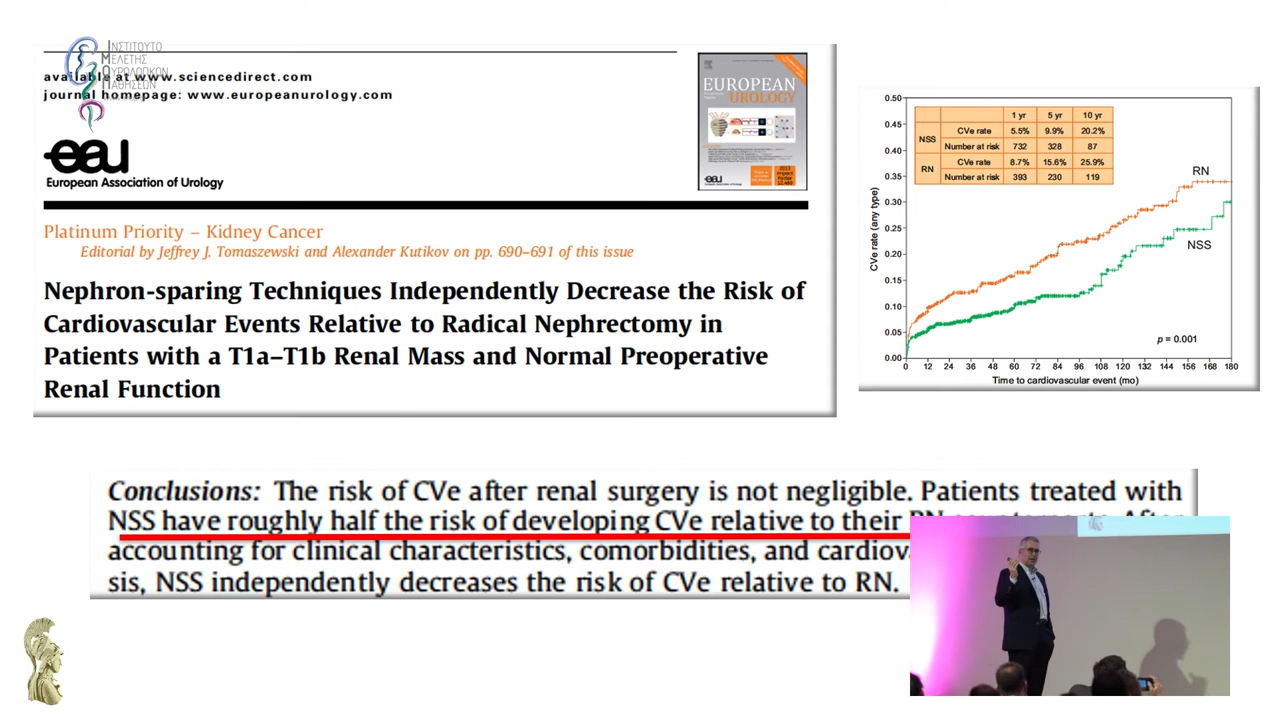 ΙΝΣΤΙΤΟΥΤΟ
ΜΕΛΕΤΗΣ
ΟΥΡΟΛΟΓΙΚΩΝ
ΠΑΘΗΣΕΩΝ
available at www.sciencedirect.com
journal homepage: www.europeanurology.com
eau
European Association of Urology
EUROPEAN
UROLOGY
Platinum Priority – Kidney Cancer
Editorial by Jeffrey J. Tomaszewski and Alexander Kutikov on pp. 690–691 of this issue
Nephron-sparing Techniques Independently Decrease the Risk of
Cardiovascular Events Relative to Radical Nephrectomy in
Patients with a T1a–T1b Renal Mass and Normal Preoperative
Renal Function
0.50
0.45
0.40
0.35
0.30
0.25
0.20
0.15
0.10
0.05
0.00
CVe rate (any type)
1 yr 5 yr 10 yr
NSS CVe rate 5.5% 9.9% 20.2%
Number at risk 732 328 87
RN CVe rate 8.7% 15.6% 25.9%
Number at risk 393 230 119
RN
NSS
p = 0.001
0 12 24 36 48 60 72 84 96 108 120 132 144 156 168 180
Time to cardiovascular event (mo)
Conclusions: The risk of CVe after renal surgery is not negligible. Patients treated with
NSS have roughly half the risk of developing CVe relative to their
accounting for clinical characteristics, comorbidities, and
sis, NSS independently decreases the risk of CVe relative to RN.